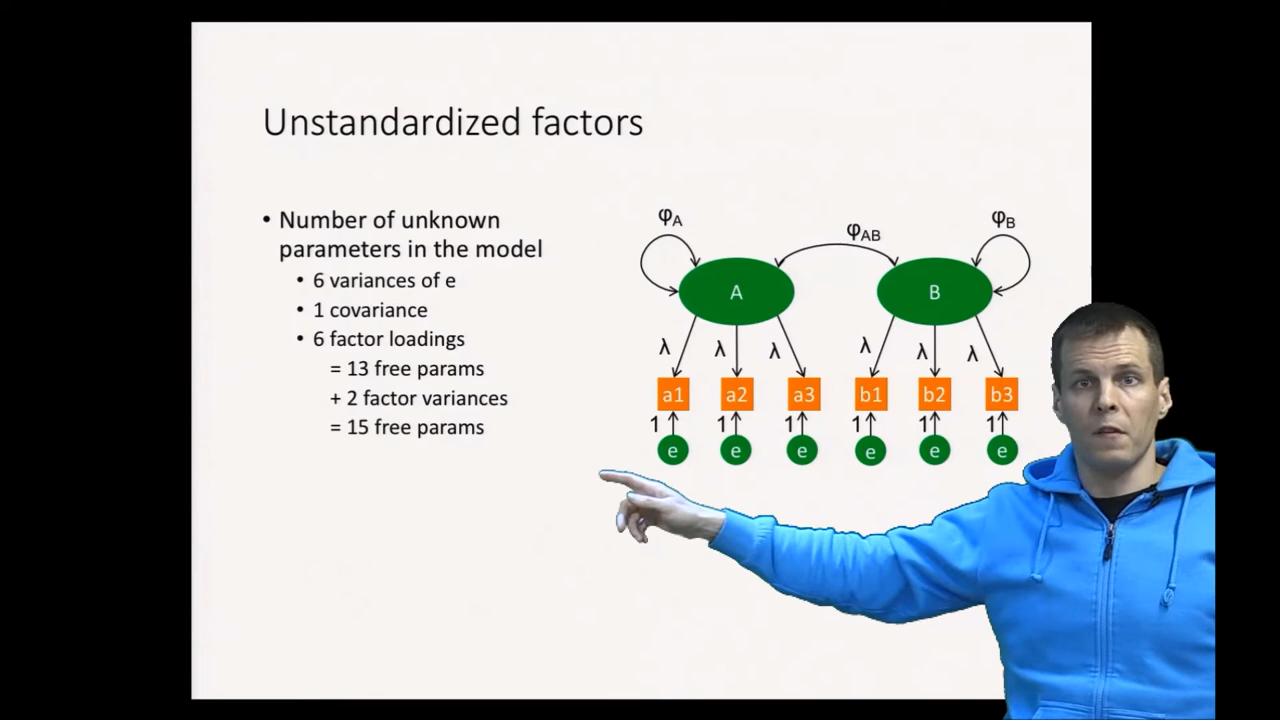 Unstandardized factors
• Number of unknown
parameters in the model
• 6 variances of e
• 1 covariance
• 6 factor loadings
= 13 free params
+ 2 factor variances
= 15 free params
φA
φAB
φB
A
B
λ
λ
λ
λ
λ
λ
a1
a2
a3
b1
b2
b3
1
1
1
1
1
1
e
e
e
e
e
e